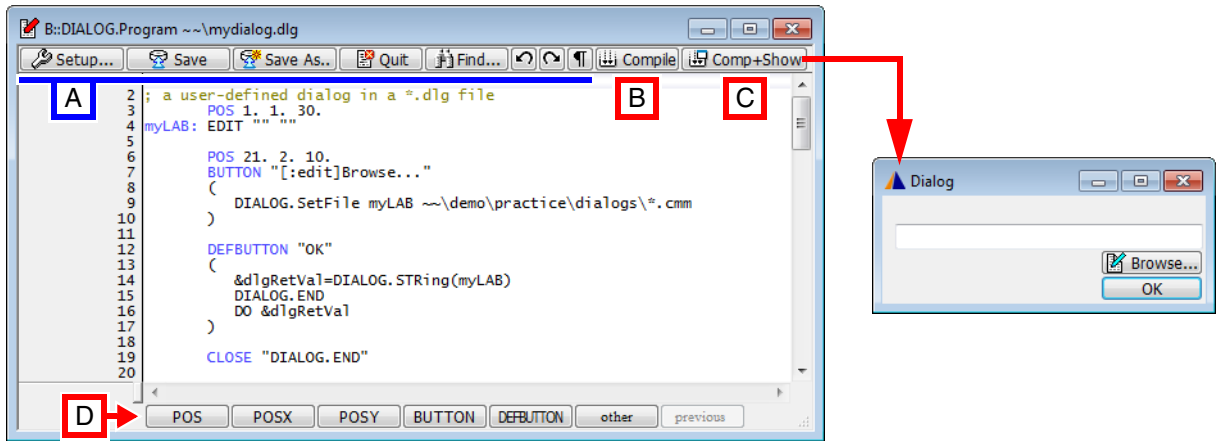 B::DIALOG.Program ~~\mydialog.dlg
Setup... Save Save As.. Quit Find... ¶ Compile Comp+Show
A B C
2 ; a user-defined dialog in a *.dlg file
3 POS 1. 1. 30.
4 myLAB: EDIT "" ""
5
6 POS 21. 2. 10.
7 BUTTON "[:edit]Browse..."
8 (
9 DIALOG.SetFile myLAB ~~\demo\practice\dialogs\*.cmm
10 )
11
12 DEFBUTTON "OK"
13 (
14 &dlgRetVal=DIALOG.STRing(myLAB)
15 DIALOG.END
16 DO &dlgRetVal
17 )
18
19 CLOSE "DIALOG.END"
20
D POS POSX POSY BUTTON DEFBUTTON other previous
Dialog
Browse...
OK